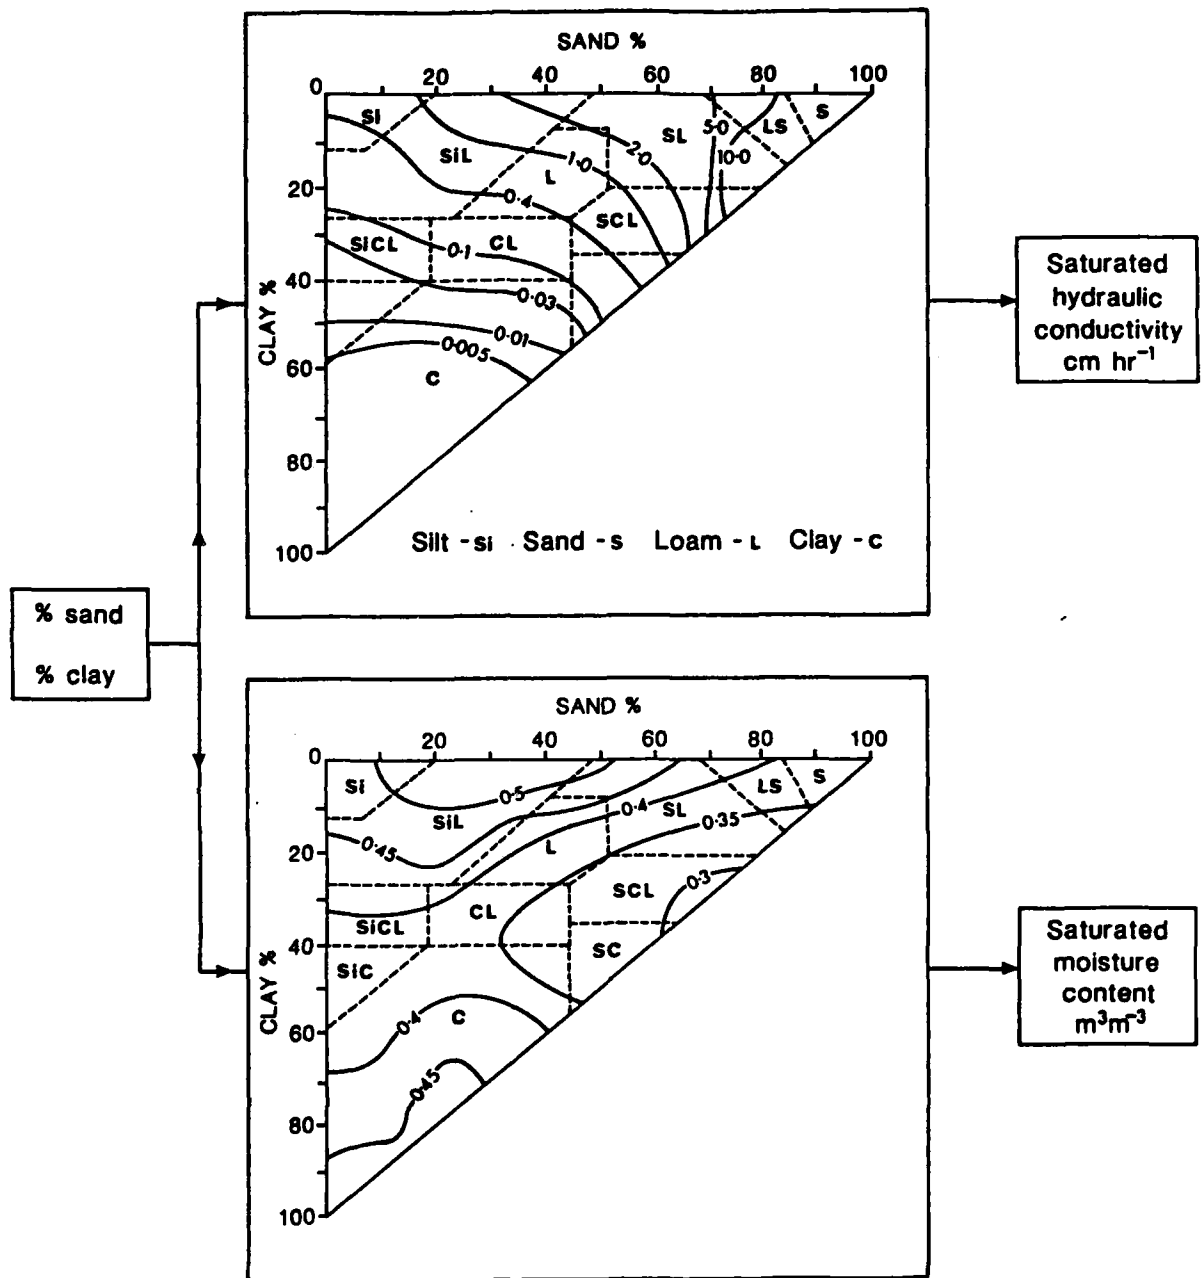 SAND %
0 20 40 60 80 100
Si
SiL
L
SL
LS
S
5·0
10·0
2·0
1·0
0·4
20
SCL
SiCL
CL
0·1
40
0·03
0·01
0·005
CLAY %
60
C
80
100
Silt - Si Sand - S Loam - L Clay - C
Saturated
hydraulic
conductivity
cm hr⁻¹
% sand
% clay
SAND %
0 20 40 60 80 100
Si
SiL
L
SL
LS
S
0·5
0·4
0·35
0·45
20
SCL
0·3
CL
SiCL
40
SC
SiC
CLAY %
60
0·4
C
0·45
80
100
Saturated
moisture
content
m³m⁻³